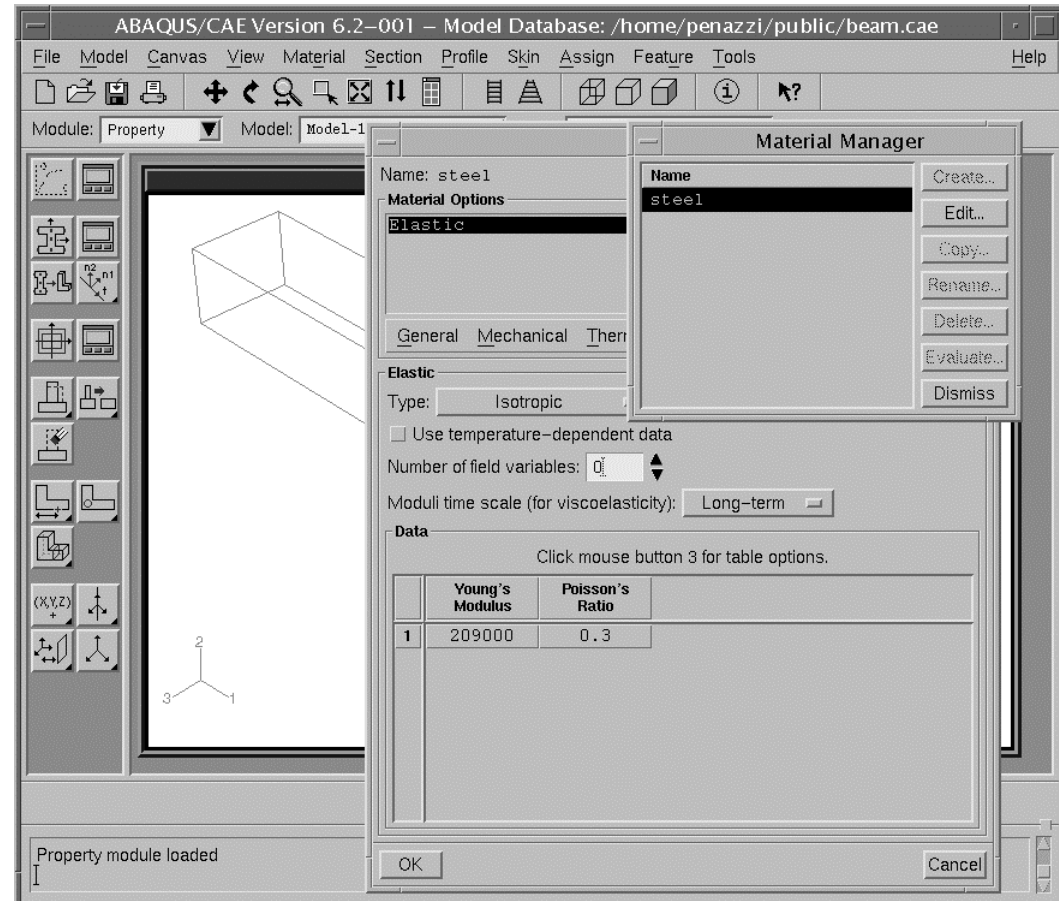 ABAQUS/CAE Version 6.2-001 – Model Database: /home/penazzi/public/beam.cae
File Model Canvas View Material Section Profile Skin Assign Feature Tools Help
Module: Property Model: Model-1
Name: steel
Material Options
Elastic
General Mechanical
Material Manager
Name
steel
Create...
Edit...
Copy...
Rename...
Delete...
Evaluate...
Dismiss
Elastic
Type: Isotropic
Use temperature-dependent data
Number of field variables: 0
Moduli time scale (for viscoelasticity): Long-term
Data
Click mouse button 3 for table options.
Young's Modulus Poisson's Ratio
1 209000 0.3
OK Cancel
n2 n1
t
(X,Y,Z)
2
3 1
Property module loaded